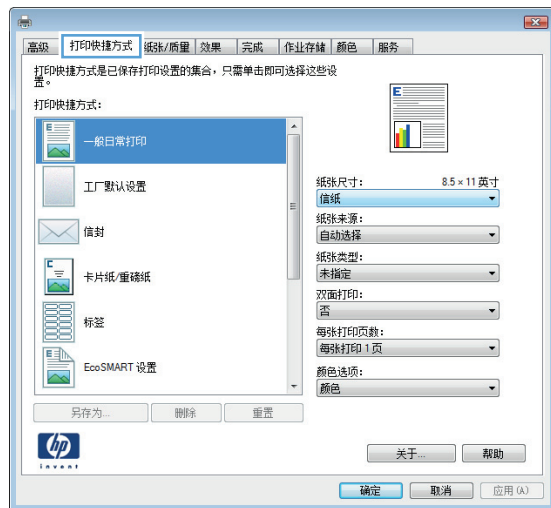 高级 打印快捷方式 纸张/质量 效果 完成 作业存储 颜色 服务
打印快捷方式是已保存打印设置的集合，只需单击即可选择这些设
置。
打印快捷方式：
E
一般日常打印
工厂默认设置
信封
C
卡片纸/重磅纸
标签
E
EcoSMART 设置
另存为... 删除 重置
E
纸张尺寸： 8.5 × 11 英寸
信纸
纸张来源：
自动选择
纸张类型：
未指定
双面打印：
否
每张打印页数：
每张打印 1 页
颜色选项：
颜色
hp
invent
关于... 帮助
确定 取消 应用(A)